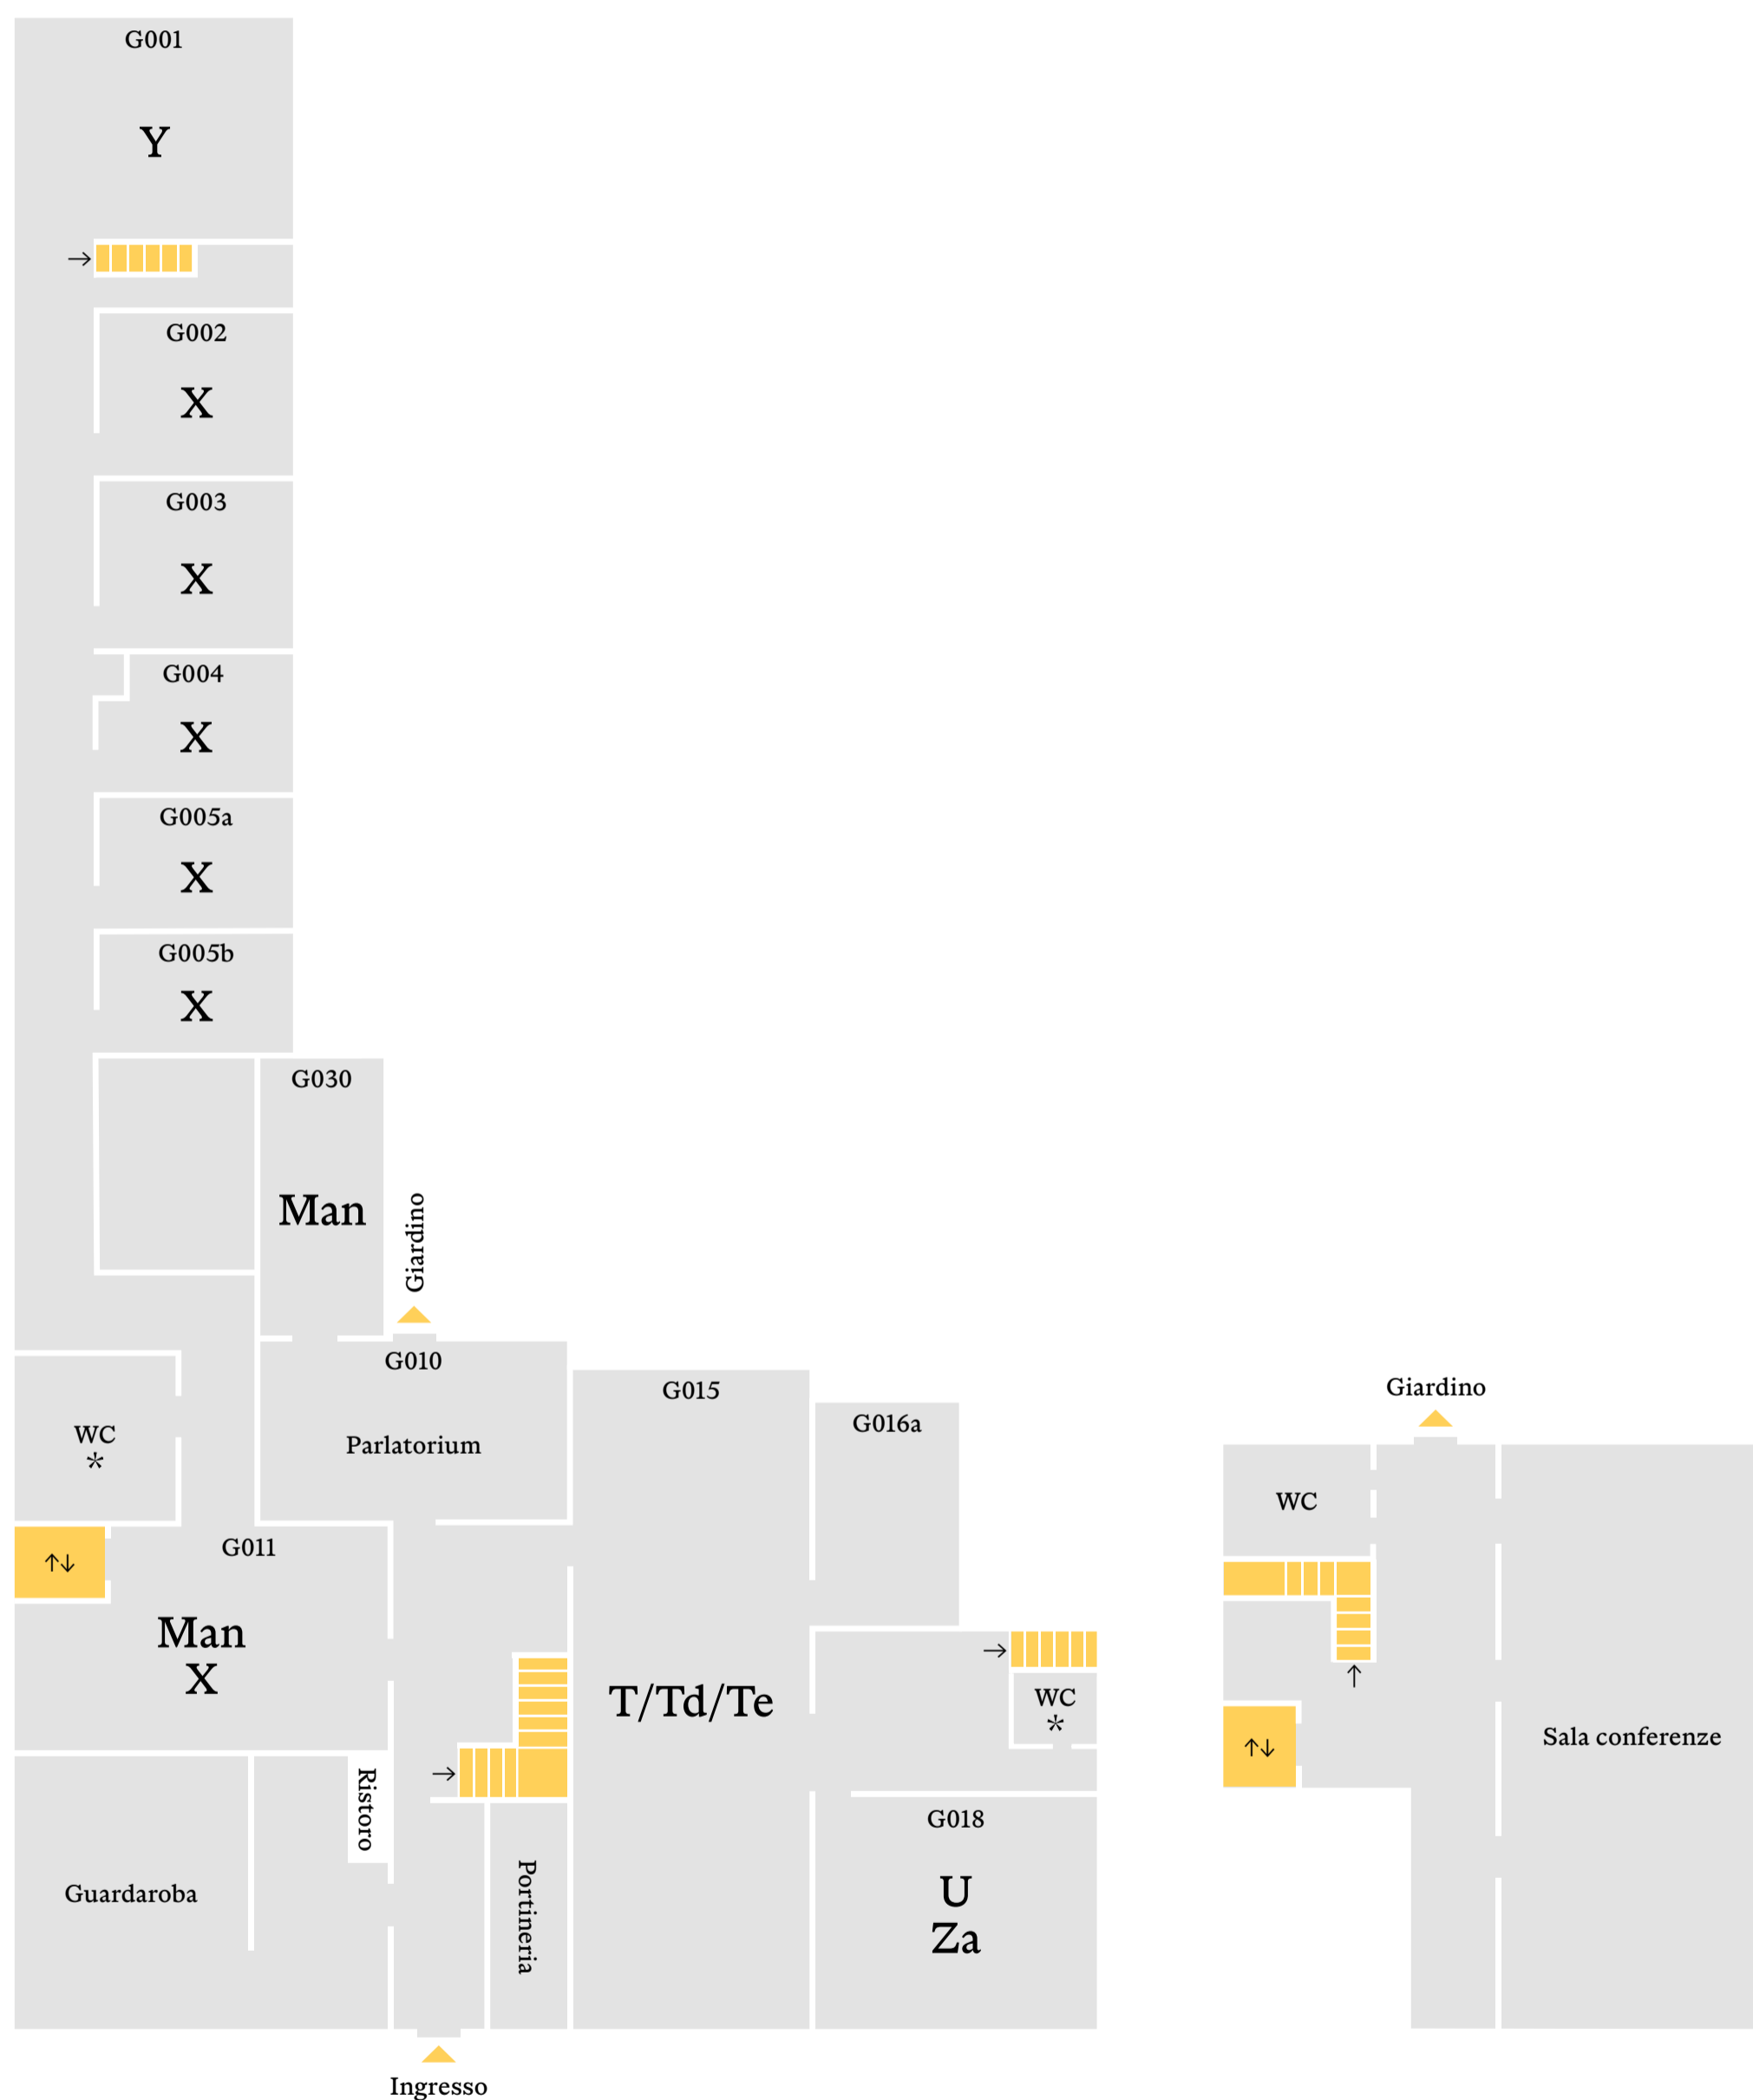 G001
Y
→
G002
X
G003
X
G004
X
G005a
X
G005b
X
G030
Man
Giardino
G010
Parlatorium
WC
*
G015
G016a
↑↓
G011
Man
X
T/Td/Te
→
WC
*
→
Ristoro
Guardaroba
Portineria
G018
U
Za
Ingresso
Giardino
WC
↑
↑↓
Sala conferenze